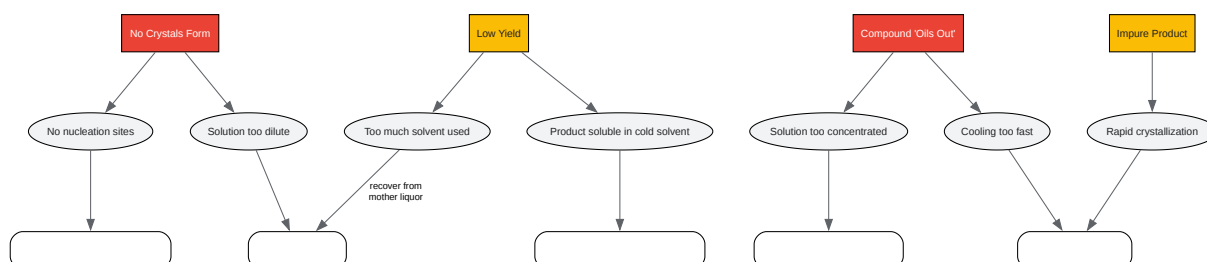 No Crystals Form
Low Yield
Compound 'Oils Out'
Impure Product
No nucleation sites
Solution too dilute
Too much solvent used
Product soluble in cold solvent
Solution too concentrated
Cooling too fast
Rapid crystallization
recover from
mother liquor